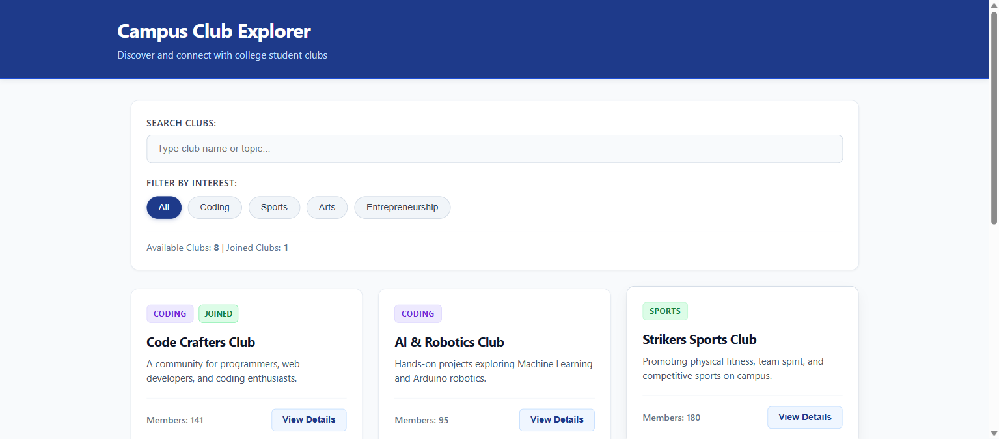 Campus Club Explorer
Discover and connect with college student clubs
SEARCH CLUBS:
Type club name or topic...
FILTER BY INTEREST:
All Coding Sports Arts Entrepreneurship
Available Clubs: 8 | Joined Clubs: 1
CODING JOINED
Code Crafters Club
A community for programmers, web
developers, and coding enthusiasts.
Members: 141 View Details
CODING
AI & Robotics Club
Hands-on projects exploring Machine Learning
and Arduino robotics.
Members: 95 View Details
SPORTS
Strikers Sports Club
Promoting physical fitness, team spirit, and
competitive sports on campus.
Members: 180 View Details